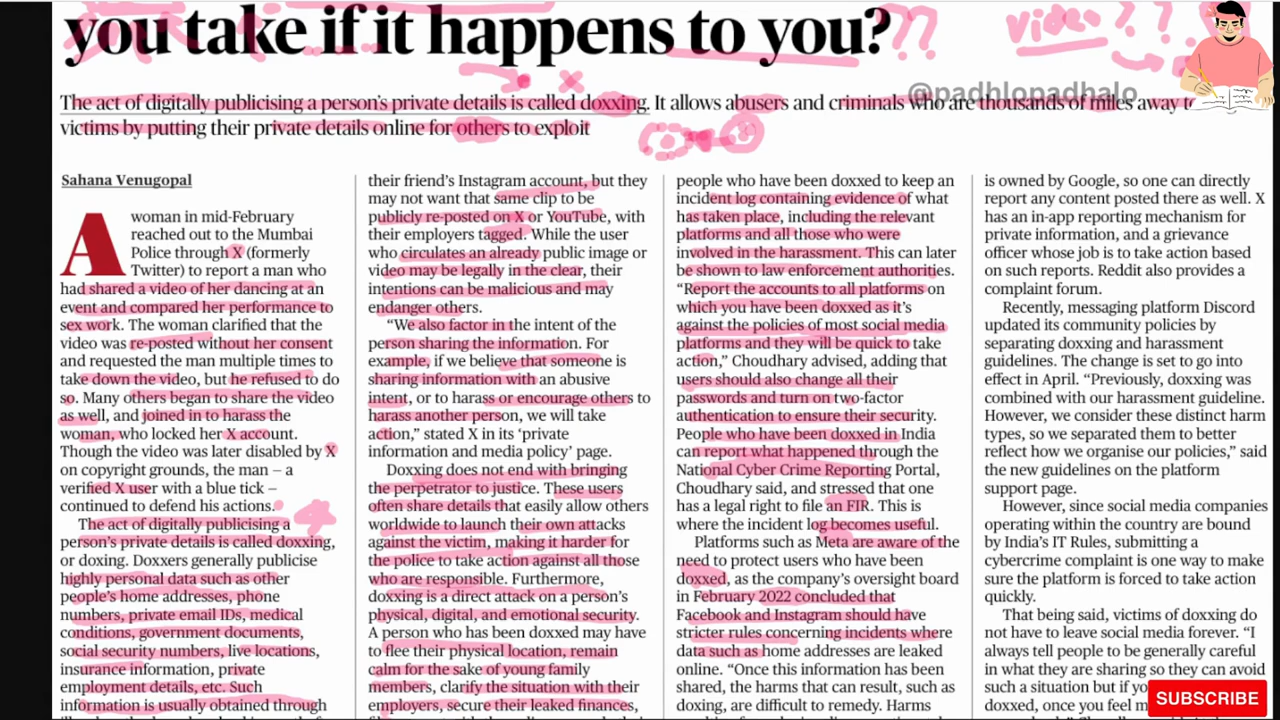 you take if it happens to you???
video??
@padhlopadhalo
The act of digitally publicising a person's private details is called doxxing. It allows abusers and criminals who are thousands of miles away to
victims by putting their private details online for others to exploit
Sahana Venugopal
A woman in mid-February
reached out to the Mumbai
Police through X (formerly
Twitter) to report a man who
had shared a video of her dancing at an
event and compared her performance to
sex work. The woman clarified that the
video was re-posted without her consent
and requested the man multiple times to
take down the video, but he refused to do
so. Many others began to share the video
as well, and joined in to harass the
woman, who locked her X account.
Though the video was later disabled by X
on copyright grounds, the man – a
verified X user with a blue tick –
continued to defend his actions.
The act of digitally publicising a
person's private details is called doxxing,
or doxing. Doxxers generally publicise
highly personal data such as other
people's home addresses, phone
numbers, private email IDs, medical
conditions, government documents,
social security numbers, live locations,
insurance information, private
employment details, etc. Such
information is usually obtained through
their friend's Instagram account, but they
may not want that same clip to be
publicly re-posted on X or YouTube, with
their employers tagged. While the user
who circulates an already public image or
video may be legally in the clear, their
intentions can be malicious and may
endanger others.
"We also factor in the intent of the
person sharing the information. For
example, if we believe that someone is
sharing information with an abusive
intent, or to harass or encourage others to
harass another person, we will take
action," stated X in its 'private
information and media policy' page.
Doxxing does not end with bringing
the perpetrator to justice. These users
often share details that easily allow others
worldwide to launch their own attacks
against the victim, making it harder for
the police to take action against all those
who are responsible. Furthermore,
doxxing is a direct attack on a person's
physical, digital, and emotional security.
A person who has been doxxed may have
to flee their physical location, remain
calm for the sake of young family
members, clarify the situation with their
employers, secure their leaked finances,
people who have been doxxed to keep an
incident log containing evidence of what
has taken place, including the relevant
platforms and all those who were
involved in the harassment. This can later
be shown to law enforcement authorities.
"Report the accounts to all platforms on
which you have been doxxed as it's
against the policies of most social media
platforms and they will be quick to take
action," Choudhary advised, adding that
users should also change all their
passwords and turn on two-factor
authentication to ensure their security.
People who have been doxxed in India
can report what happened through the
National Cyber Crime Reporting Portal,
Choudhary said, and stressed that one
has a legal right to file an FIR. This is
where the incident log becomes useful.
Platforms such as Meta are aware of the
need to protect users who have been
doxxed, as the company's oversight board
in February 2022 concluded that
Facebook and Instagram should have
stricter rules concerning incidents where
data such as home addresses are leaked
online. "Once this information has been
shared, the harms that can result, such as
doxing, are difficult to remedy. Harms
is owned by Google, so one can directly
report any content posted there as well. X
has an in-app reporting mechanism for
private information, and a grievance
officer whose job is to take action based
on such reports. Reddit also provides a
complaint forum.
Recently, messaging platform Discord
updated its community policies by
separating doxxing and harassment
guidelines. The change is set to go into
effect in April. "Previously, doxxing was
combined with our harassment guideline.
However, we consider these distinct harm
types, so we separated them to better
reflect how we organise our policies," said
the new guidelines on the platform
support page.
However, since social media companies
operating within the country are bound
by India's IT Rules, submitting a
cybercrime complaint is one way to make
sure the platform is forced to take action
quickly.
That being said, victims of doxxing do
not have to leave social media forever. "I
always tell people to be generally careful
in what they are sharing so they can avoid
such a situation but if you
doxxed, once you feel
SUBSCRIBE